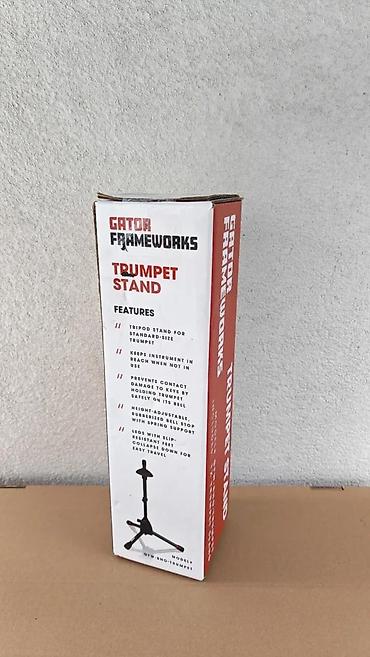 GATOR
FRAMEWORKS
TRUMPET
STAND
FEATURES
TRIPOD STAND FOR
STANDARD-SIZE
TRUMPET
KEEPS INSTRUMENT IN
REACH WHEN NOT IN
USE
PREVENTS CONTACT
DAMAGE TO KEYS BY
HOLDING TRUMPET
SAFELY ON ITS BELL
HEIGHT-ADJUSTABLE,
RUBBERIZED BELL STOP
WITH SPRING SUPPORT
LEGS WITH SLIP-
RESISTANT FEET
COLLAPSE DOWN FOR
EASY TRAVEL
MODEL#
GFW-BNO-TRUMPET
GATOR
FRAMEWORKS
TRUMPET STAND